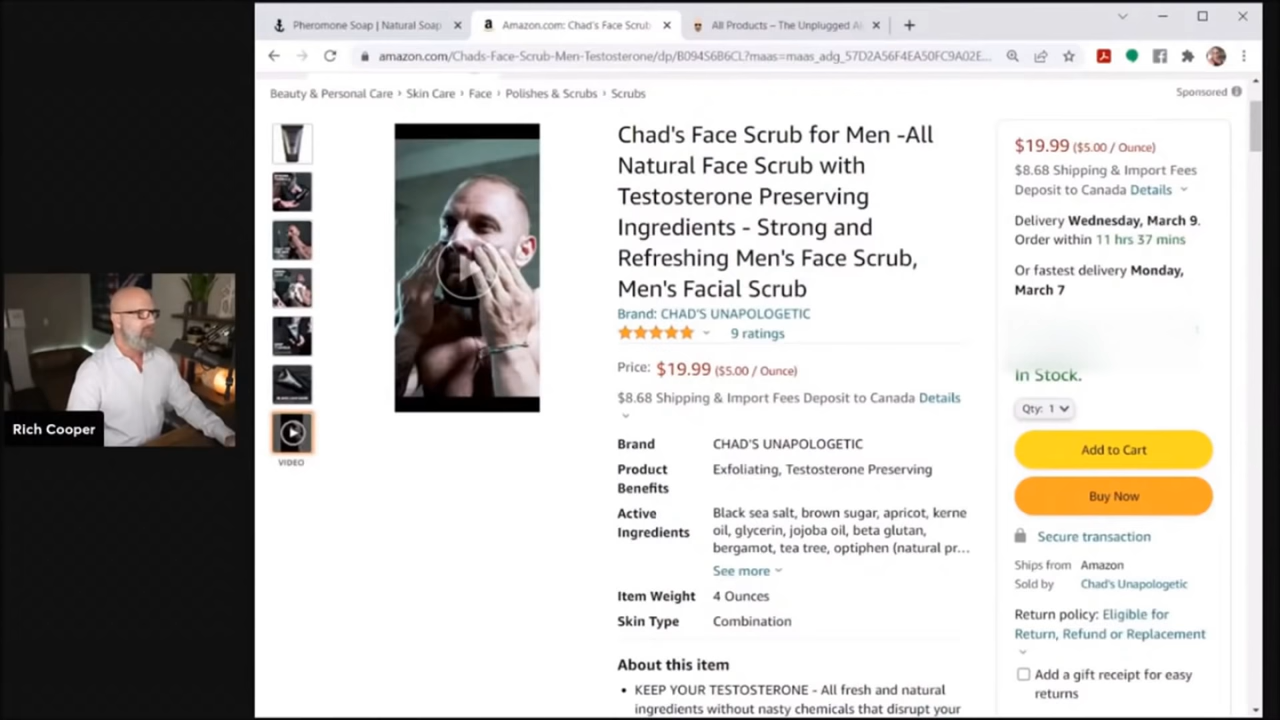 Pheromone Soap | Natural Soap
Amazon.com: Chad's Face Scrub
All Products – The Unplugged Al
amazon.com/Chads-Face-Scrub-Men-Testosterone/dp/B094S6B6CL?maas=maas_adg_57D2A56F4EA50FC9A02E...
Beauty & Personal Care › Skin Care › Face › Polishes & Scrubs › Scrubs
Sponsored
Chad's Face Scrub for Men -All
Natural Face Scrub with
Testosterone Preserving
Ingredients - Strong and
Refreshing Men's Face Scrub,
Men's Facial Scrub
Brand: CHAD'S UNAPOLOGETIC
9 ratings
Price: $19.99 ($5.00 / Ounce)
$8.68 Shipping & Import Fees Deposit to Canada Details
Brand CHAD'S UNAPOLOGETIC
Product Benefits Exfoliating, Testosterone Preserving
Active Ingredients Black sea salt, brown sugar, apricot, kerne
oil, glycerin, jojoba oil, beta glutan,
bergamot, tea tree, optiphen (natural pr...
See more
Item Weight 4 Ounces
Skin Type Combination
About this item
• KEEP YOUR TESTOSTERONE - All fresh and natural
ingredients without nasty chemicals that disrupt your
$19.99 ($5.00 / Ounce)
$8.68 Shipping & Import Fees
Deposit to Canada Details
Delivery Wednesday, March 9.
Order within 11 hrs 37 mins
Or fastest delivery Monday,
March 7
In Stock.
Qty: 1
Add to Cart
Buy Now
Secure transaction
Ships from Amazon
Sold by Chad's Unapologetic
Return policy: Eligible for
Return, Refund or Replacement
Add a gift receipt for easy
returns
VIDEO
Rich Cooper